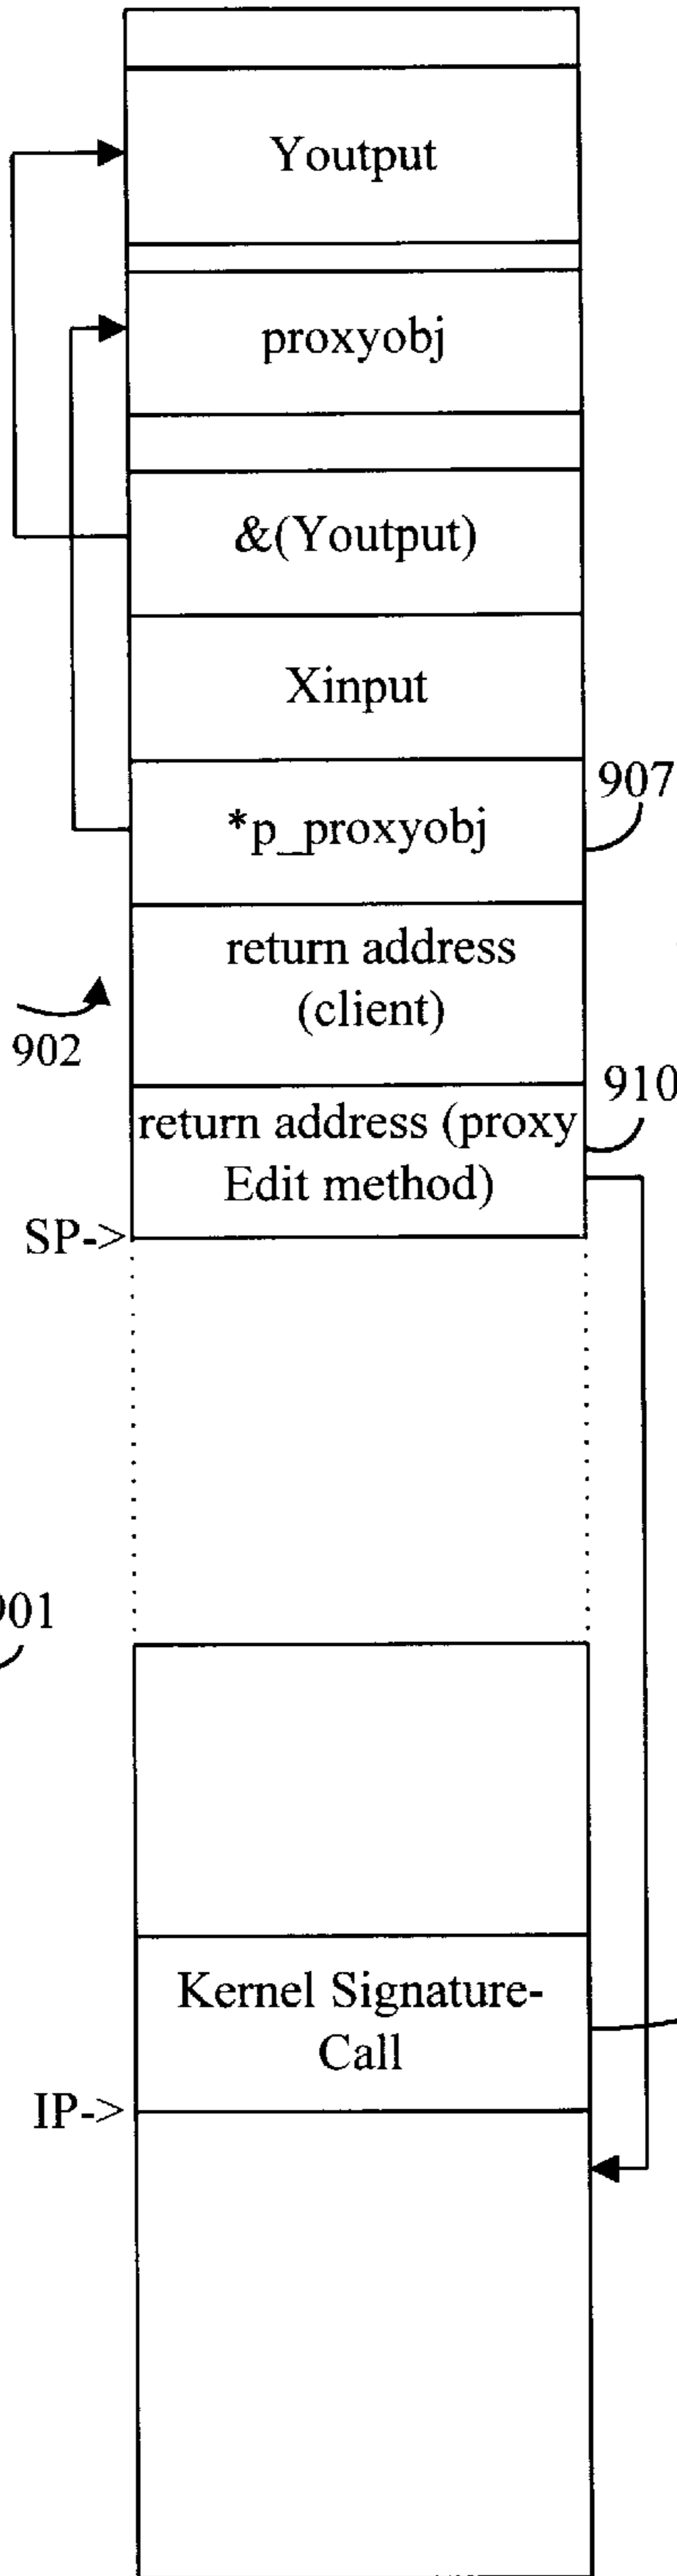 Youtput
proxyobj
&(Youtput)
Xinput
907
*p_proxyobj
return address
(client)
902
910
return address (proxy
Edit method)
SP->
901
Kernel Signature-
Call
IP->